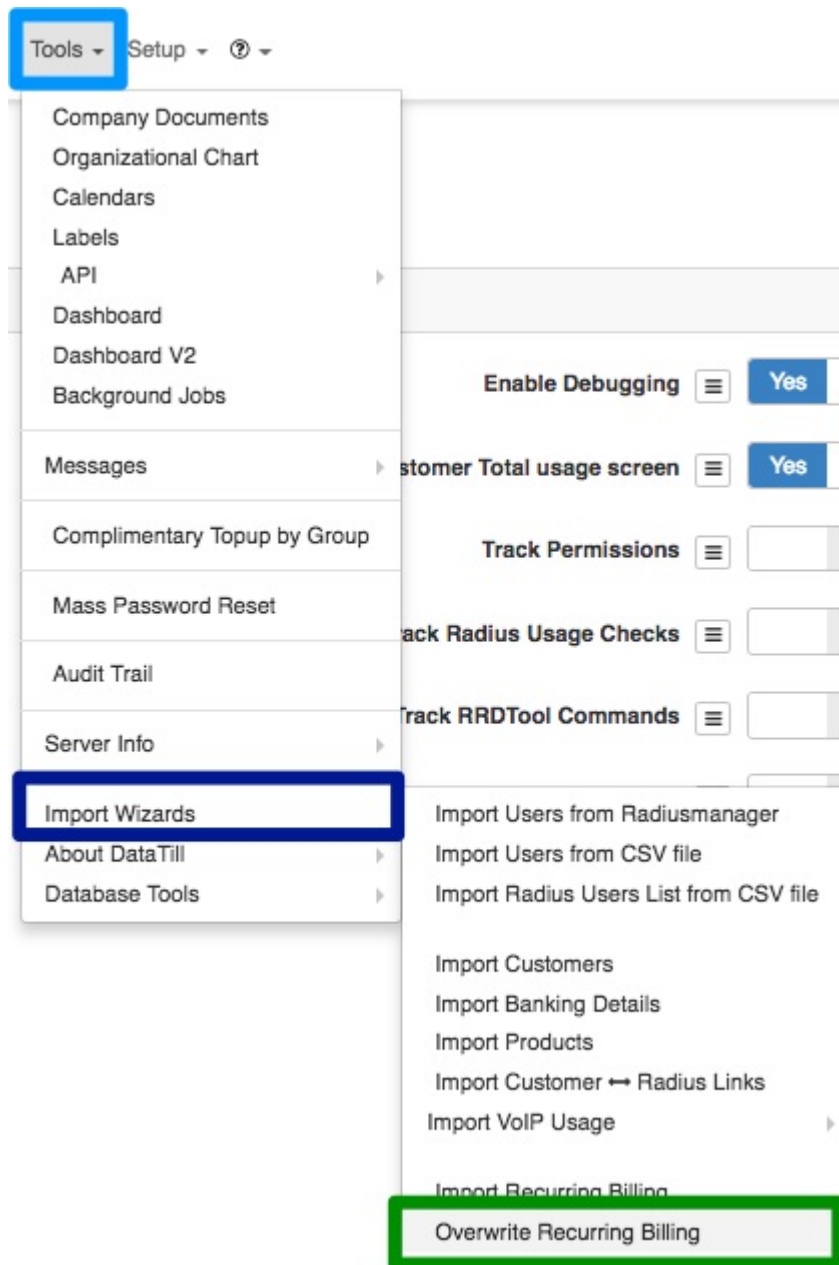 Tools Setup ?
Company Documents
Organizational Chart
Calendars
Labels
API
Dashboard
Dashboard V2
Background Jobs
Messages
Complimentary Topup by Group
Mass Password Reset
Audit Trail
Server Info
Import Wizards
About DataTill
Database Tools
Enable Debugging Yes
stomer Total usage screen Yes
Track Permissions
ack Radius Usage Checks
Track RRDTool Commands
Import Users from Radiusmanager
Import Users from CSV file
Import Radius Users List from CSV file
Import Customers
Import Banking Details
Import Products
Import Customer ↔ Radius Links
Import VoIP Usage
Import Recurring Billing
Overwrite Recurring Billing